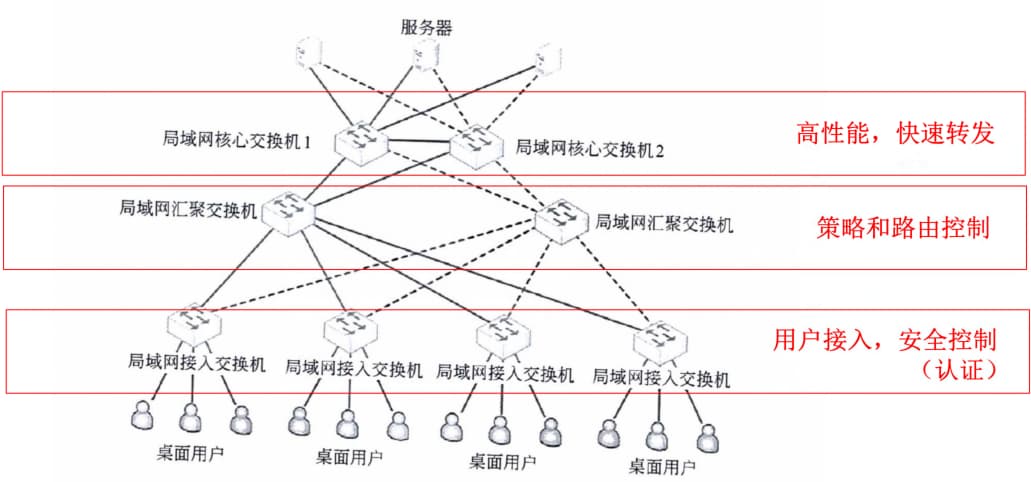 服务器
局域网核心交换机1
局域网核心交换机2
高性能，快速转发
局域网汇聚交换机
局域网汇聚交换机
策略和路由控制
用户接入，安全控制
（认证）
局域网接入交换机
局域网接入交换机
局域网接入交换机
局域网接入交换机
桌面用户
桌面用户
桌面用户
桌面用户